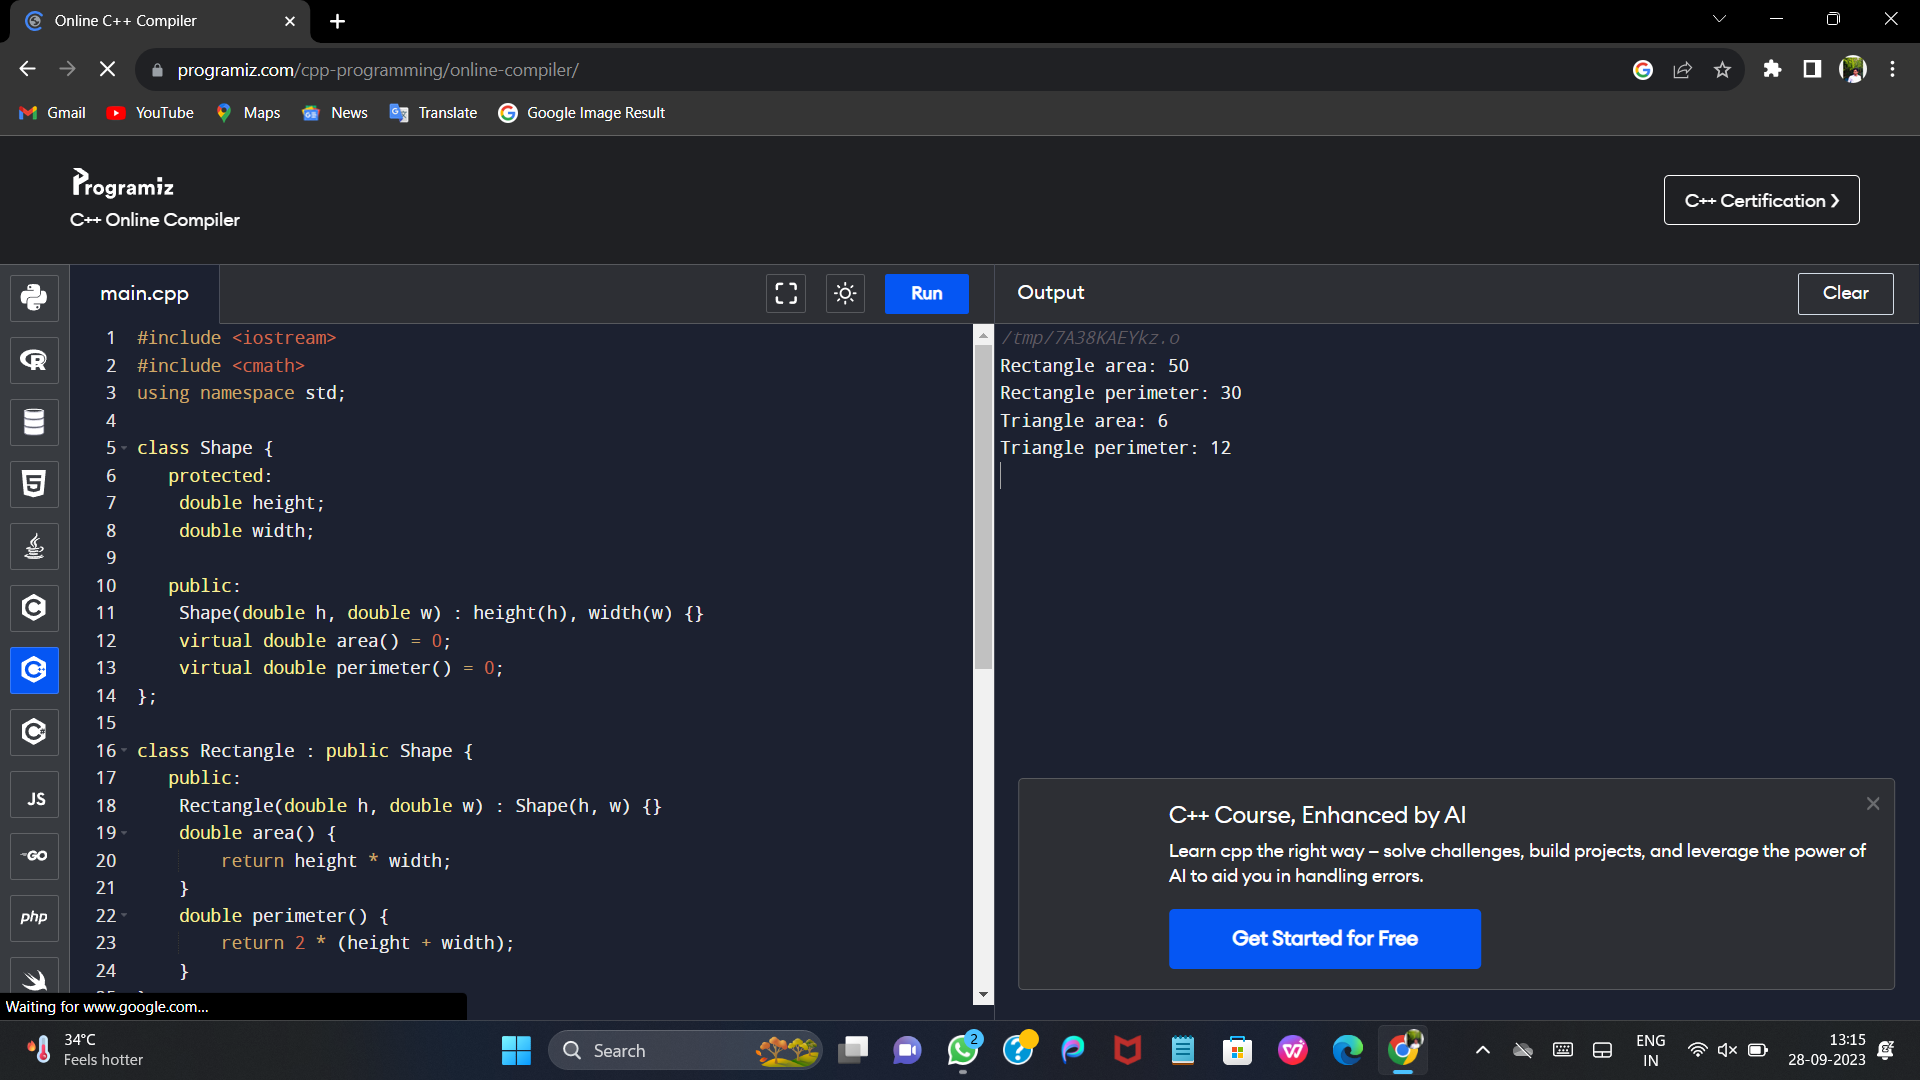 Online C++ Compiler
programiz.com/cpp-programming/online-compiler/
Gmail
YouTube
Maps
News
Translate
Google Image Result
Programiz
C++ Online Compiler
C++ Certification ❯
main.cpp
Run
Output
Clear
1 #include <iostream>
2 #include <cmath>
3 using namespace std;
4
5 class Shape {
6 protected:
7 double height;
8 double width;
9
10 public:
11 Shape(double h, double w) : height(h), width(w) {}
12 virtual double area() = 0;
13 virtual double perimeter() = 0;
14 };
15
16 class Rectangle : public Shape {
17 public:
18 Rectangle(double h, double w) : Shape(h, w) {}
19 double area() {
20 return height * width;
21 }
22 double perimeter() {
23 return 2 * (height + width);
24 }
/tmp/7A38KAEYkz.o
Rectangle area: 50
Rectangle perimeter: 30
Triangle area: 6
Triangle perimeter: 12
C++ Course, Enhanced by AI
Learn cpp the right way – solve challenges, build projects, and leverage the power of
AI to aid you in handling errors.
Get Started for Free
JS
GO
php
Waiting for www.google.com...
34°C
Feels hotter
Search
2
ENG
IN
13:15
28-09-2023